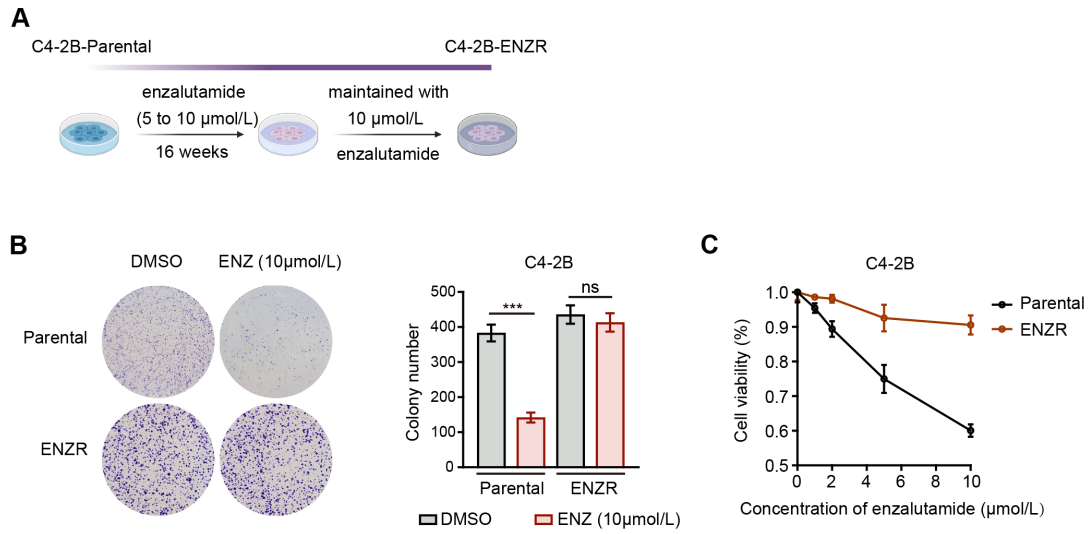 A
C4-2B-Parental
C4-2B-ENZR
enzalutamide
(5 to 10 μmol/L)
16 weeks
maintained with
10 μmol/L
enzalutamide
B
DMSO
ENZ (10μmol/L)
Parental
ENZR
C4-2B
Colony number
500
400
300
200
100
0
***
ns
Parental
ENZR
DMSO
ENZ (10μmol/L)
C
C4-2B
Cell viability (%)
1.0
0.9
0.8
0.7
0.6
0.5
0 2 4 6 8 10
Concentration of enzalutamide (μmol/L)
Parental
ENZR